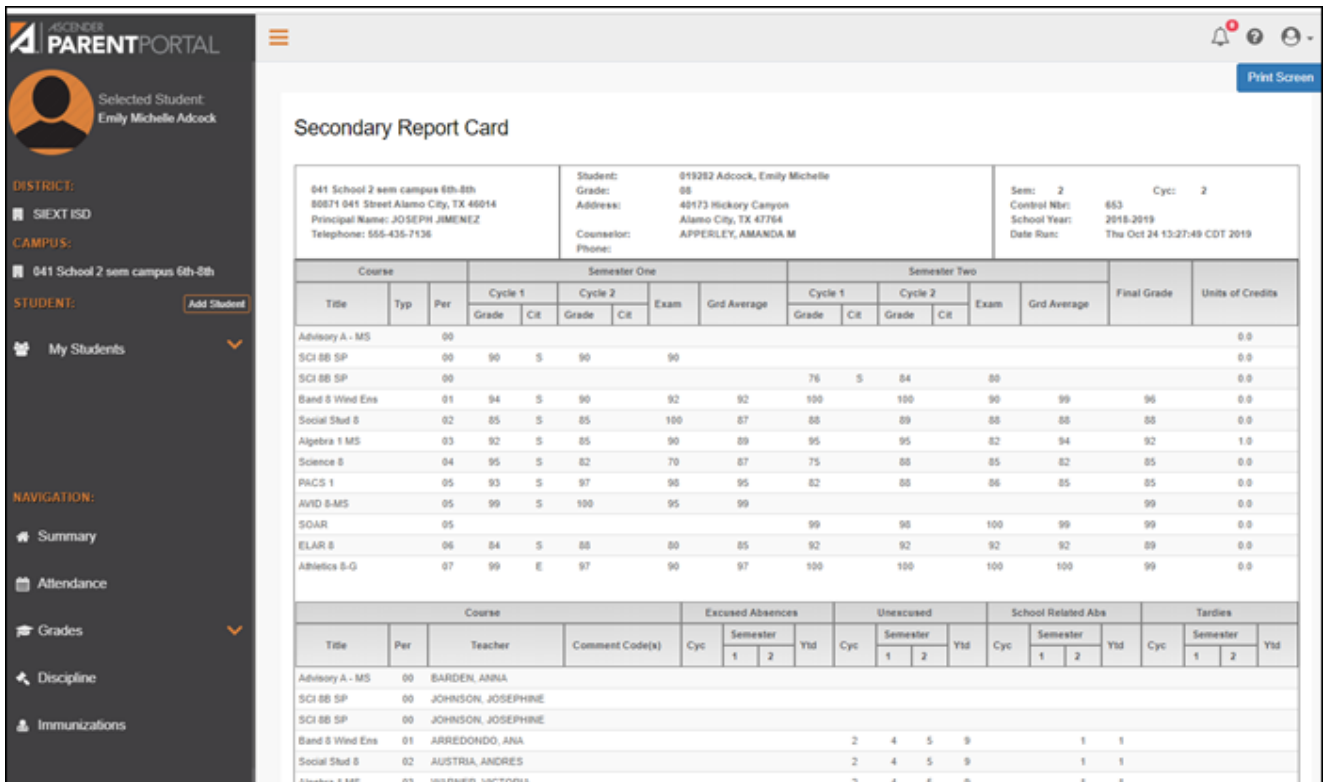 ASCENDER
PARENTPORTAL
0
Print Screen
Selected Student:
Emily Michelle Adcock
DISTRICT:
SIEXT ISD
CAMPUS:
041 School 2 sem campus 6th-8th
STUDENT: Add Student
My Students
NAVIGATION:
Summary
Attendance
Grades
Discipline
Immunizations
Secondary Report Card
041 School 2 sem campus 6th-8th
80871 041 Street Alamo City, TX 46014
Principal Name: JOSEPH JIMENEZ
Telephone: 555-435-7136
Student: 019282 Adcock, Emily Michelle
Grade: 08
Address: 40173 Hickory Canyon
Alamo City, TX 47764
Counselor: APPERLEY, AMANDA M
Phone:
Sem: 2 Cyc: 2
Control Nbr: 653
School Year: 2018-2019
Date Run: Thu Oct 24 13:27:49 CDT 2019
Course Semester One Semester Two Final Grade Units of Credits
Title Typ Per Cycle 1 Cycle 2 Exam Grd Average Cycle 1 Cycle 2 Exam Grd Average
Grade Cit Grade Cit Grade Cit Grade Cit
Advisory A - MS 00 0.0
SCI 8B SP 00 90 S 90 90 0.0
SCI 8B SP 00 76 S 84 80 0.0
Band 8 Wind Ens 01 94 S 90 92 92 100 100 90 99 96 0.0
Social Stud 8 02 85 S 85 100 87 88 89 88 88 88 0.0
Algebra 1 MS 03 92 S 85 90 89 95 95 82 94 92 1.0
Science 8 04 95 S 82 70 87 75 88 85 82 85 0.0
PACS 1 05 93 S 97 98 95 82 88 86 85 85 0.0
AVID 8-MS 05 99 S 100 95 99 99 0.0
SOAR 05 99 98 100 99 99 0.0
ELAR 8 06 84 S 88 80 85 92 92 92 92 89 0.0
Athletics 8-G 07 99 E 97 90 97 100 100 100 100 99 0.0
Course Excused Absences Unexcused School Related Abs Tardies
Title Per Teacher Comment Code(s) Cyc Semester Ytd Cyc Semester Ytd Cyc Semester Ytd Cyc Semester Ytd
1 2 1 2 1 2 1 2
Advisory A - MS 00 BARDEN, ANNA
SCI 8B SP 00 JOHNSON, JOSEPHINE
SCI 8B SP 00 JOHNSON, JOSEPHINE
Band 8 Wind Ens 01 ARREDONDO, ANA 2 4 5 9 1 1
Social Stud 8 02 AUSTRIA, ANDRES 2 4 5 9 1 1